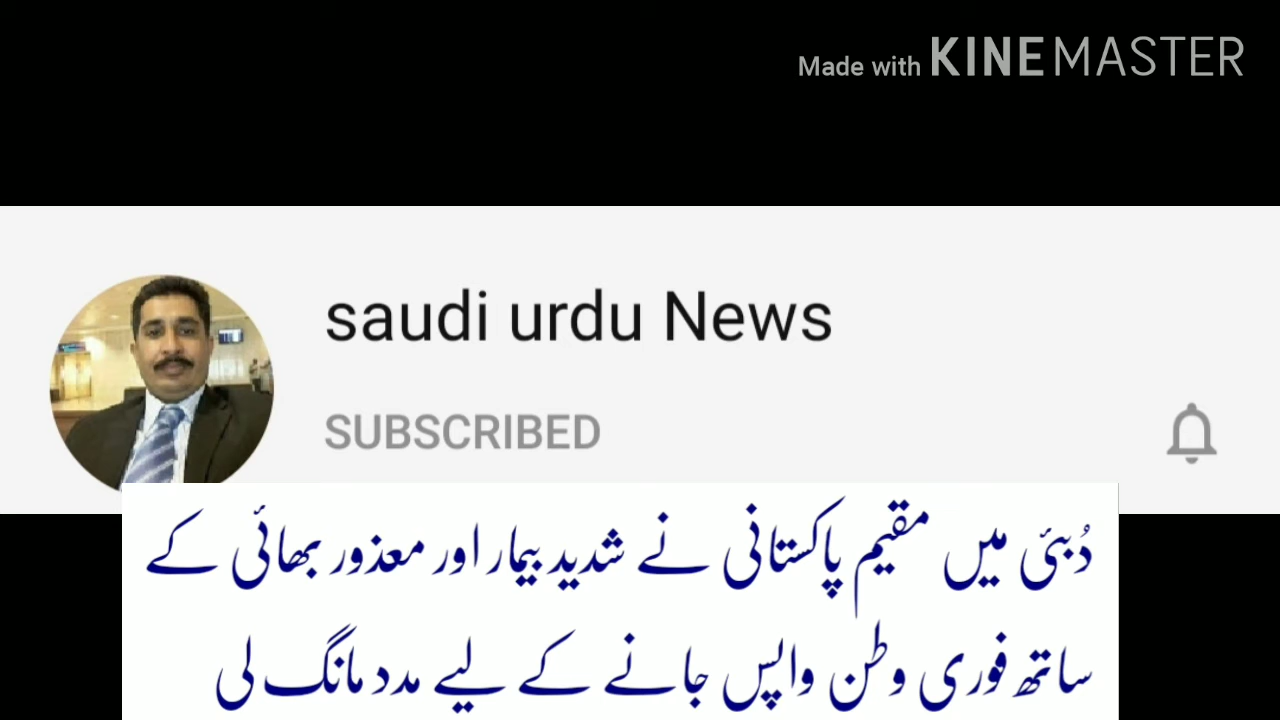 Made with KINEMASTER
saudi urdu News
SUBSCRIBED
دُبئی میں مقیم پاکستانی نے شدید بیمار اور معذور بھائی کے
ساتھ فوری وطن واپس جانے کے لیے مدد مانگ لی